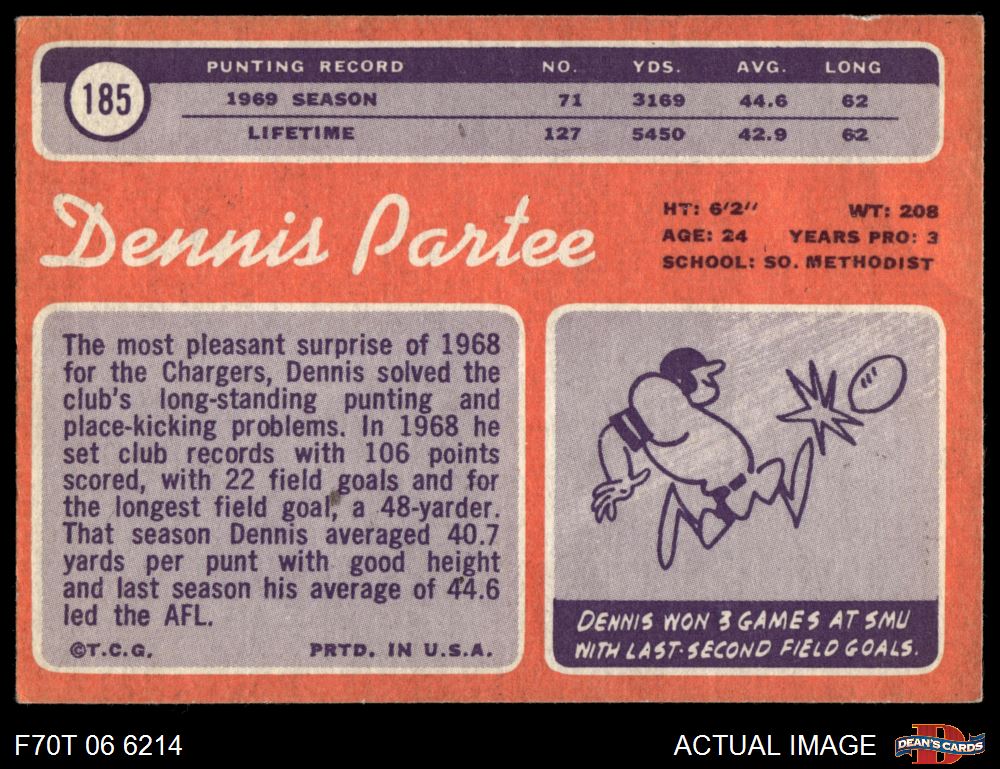 185
PUNTING RECORD NO. YDS. AVG. LONG
1969 SEASON 71 3169 44.6 62
LIFETIME 127 5450 42.9 62
Dennis Partee
HT: 6'2" WT: 208
AGE: 24 YEARS PRO: 3
SCHOOL: SO. METHODIST
The most pleasant surprise of 1968
for the Chargers, Dennis solved the
club's long-standing punting and
place-kicking problems. In 1968 he
set club records with 106 points
scored, with 22 field goals and for
the longest field goal, a 48-yarder.
That season Dennis averaged 40.7
yards per punt with good height
and last season his average of 44.6
led the AFL.
©T.C.G. PRTD. IN U.S.A.
DENNIS WON 3 GAMES AT SMU
WITH LAST-SECOND FIELD GOALS.
F70T 06 6214
ACTUAL IMAGE
DEAN'S CARDS